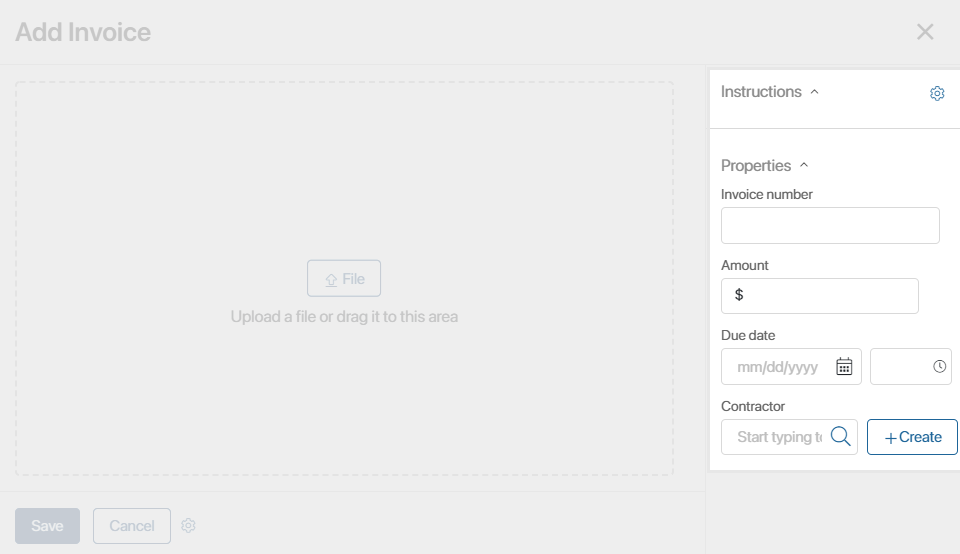 Add Invoice
File
Upload a file or drag it to this area
Save
Cancel
Instructions
Properties
Invoice number
Amount
$
Due date
mm/dd/yyyy
Contractor
Start typing
+Create